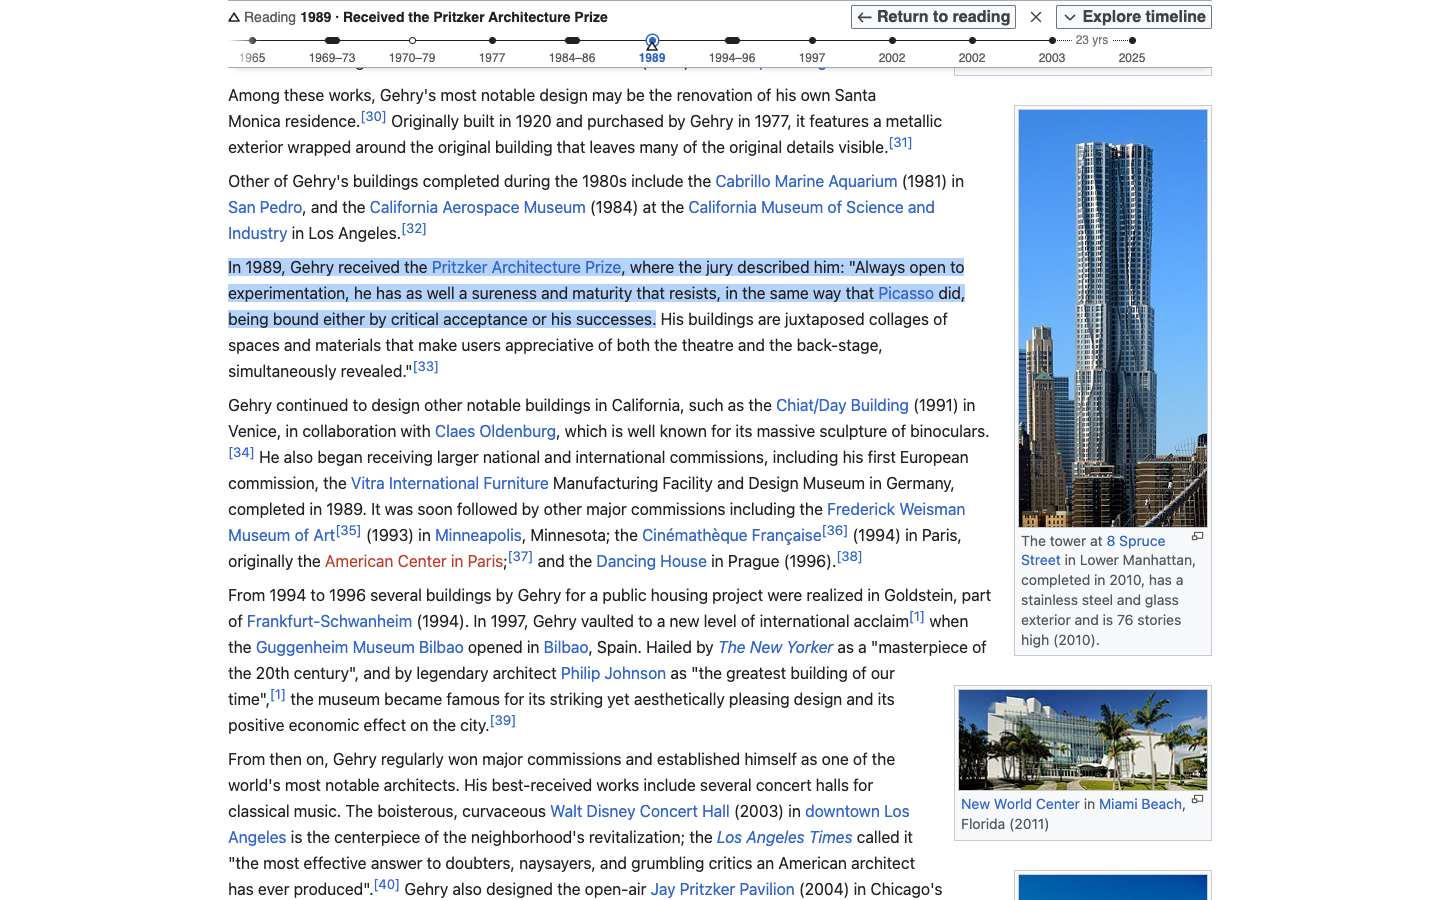 Reading 1989 · Received the Pritzker Architecture Prize
← Return to reading
Explore timeline
1965
1969–73
1970–79
1977
1984–86
1989
1994–96
1997
2002
2002
2003
23 yrs
2025
Among these works, Gehry's most notable design may be the renovation of his own Santa
Monica residence.[30] Originally built in 1920 and purchased by Gehry in 1977, it features a metallic
exterior wrapped around the original building that leaves many of the original details visible.[31]
Other of Gehry's buildings completed during the 1980s include the Cabrillo Marine Aquarium (1981) in
San Pedro, and the California Aerospace Museum (1984) at the California Museum of Science and
Industry in Los Angeles.[32]
In 1989, Gehry received the Pritzker Architecture Prize, where the jury described him: "Always open to
experimentation, he has as well a sureness and maturity that resists, in the same way that Picasso did,
being bound either by critical acceptance or his successes. His buildings are juxtaposed collages of
spaces and materials that make users appreciative of both the theatre and the back-stage,
simultaneously revealed."[33]
Gehry continued to design other notable buildings in California, such as the Chiat/Day Building (1991) in
Venice, in collaboration with Claes Oldenburg, which is well known for its massive sculpture of binoculars.
[34] He also began receiving larger national and international commissions, including his first European
commission, the Vitra International Furniture Manufacturing Facility and Design Museum in Germany,
completed in 1989. It was soon followed by other major commissions including the Frederick Weisman
Museum of Art[35] (1993) in Minneapolis, Minnesota; the Cinémathèque Française[36] (1994) in Paris,
originally the American Center in Paris;[37] and the Dancing House in Prague (1996).[38]
From 1994 to 1996 several buildings by Gehry for a public housing project were realized in Goldstein, part
of Frankfurt-Schwanheim (1994). In 1997, Gehry vaulted to a new level of international acclaim[1] when
the Guggenheim Museum Bilbao opened in Bilbao, Spain. Hailed by The New Yorker as a "masterpiece of
the 20th century", and by legendary architect Philip Johnson as "the greatest building of our
time",[1] the museum became famous for its striking yet aesthetically pleasing design and its
positive economic effect on the city.[39]
From then on, Gehry regularly won major commissions and established himself as one of the
world's most notable architects. His best-received works include several concert halls for
classical music. The boisterous, curvaceous Walt Disney Concert Hall (2003) in downtown Los
Angeles is the centerpiece of the neighborhood's revitalization; the Los Angeles Times called it
"the most effective answer to doubters, naysayers, and grumbling critics an American architect
has ever produced".[40] Gehry also designed the open-air Jay Pritzker Pavilion (2004) in Chicago's
The tower at 8 Spruce
Street in Lower Manhattan,
completed in 2010, has a
stainless steel and glass
exterior and is 76 stories
high (2010).
New World Center in Miami Beach,
Florida (2011)